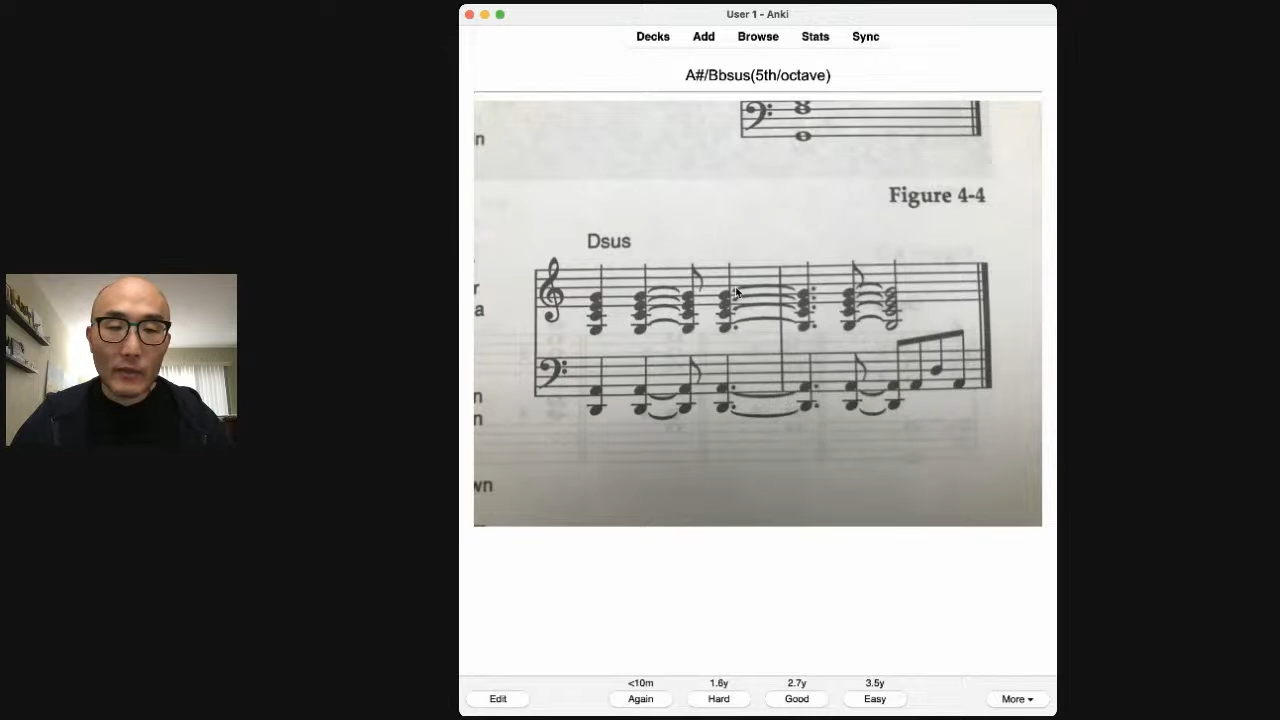 User 1 - Anki
Decks Add Browse Stats Sync
A#/Bbsus(5th/octave)
n
Figure 4-4
Dsus
r
a
n
n
wn
<10m 1.6y 2.7y 3.5y
Edit Again Hard Good Easy More